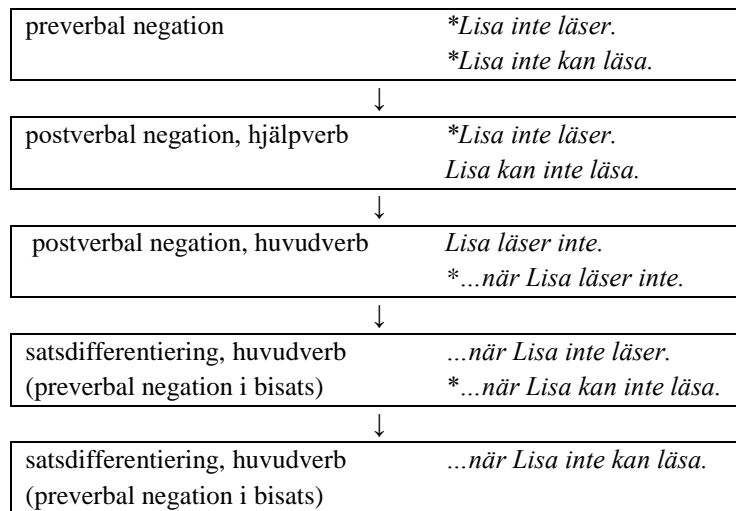 preverbal negation *Lisa inte läser.
*Lisa inte kan läsa.
↓
postverbal negation, hjälpverb *Lisa inte läser.
Lisa kan inte läsa.
↓
postverbal negation, huvudverb Lisa läser inte.
*...när Lisa läser inte.
↓
satsdifferentiering, huvudverb ...när Lisa inte läser.
(preverbal negation i bisats) *...när Lisa kan inte läsa.
↓
satsdifferentiering, huvudverb ...när Lisa inte kan läsa.
(preverbal negation i bisats)